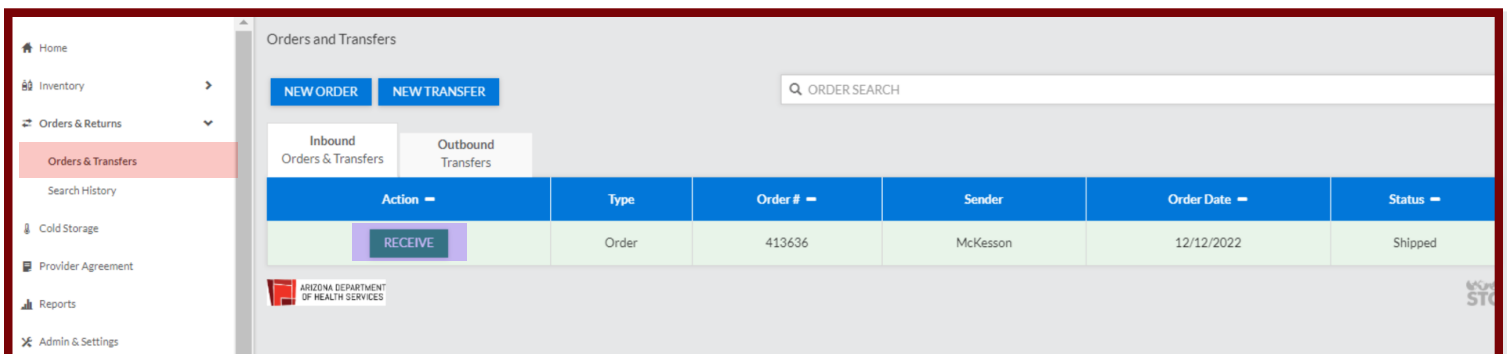 Home
Inventory
Orders & Returns
Orders & Transfers
Search History
Cold Storage
Provider Agreement
Reports
Admin & Settings
Orders and Transfers
NEW ORDER NEW TRANSFER
ORDER SEARCH
Inbound
Orders & Transfers
Outbound
Transfers
Action Type Order # Sender Order Date Status
RECEIVE Order 413636 McKesson 12/12/2022 Shipped
ARIZONA DEPARTMENT
OF HEALTH SERVICES